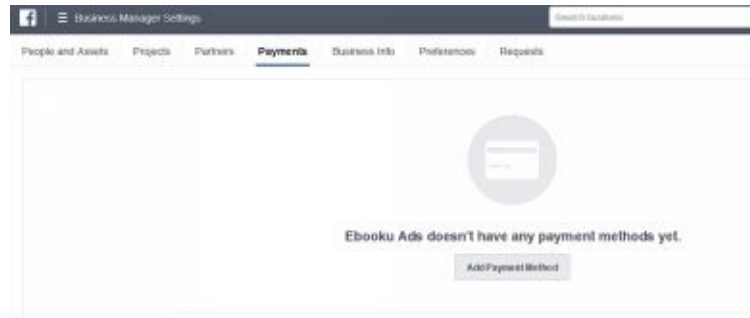 Business Manager Settings
Search business
People and Assets Projects Partners Payments Business Info Preferences Requests
Ebooku Ads doesn't have any payment methods yet.
Add Payment Method